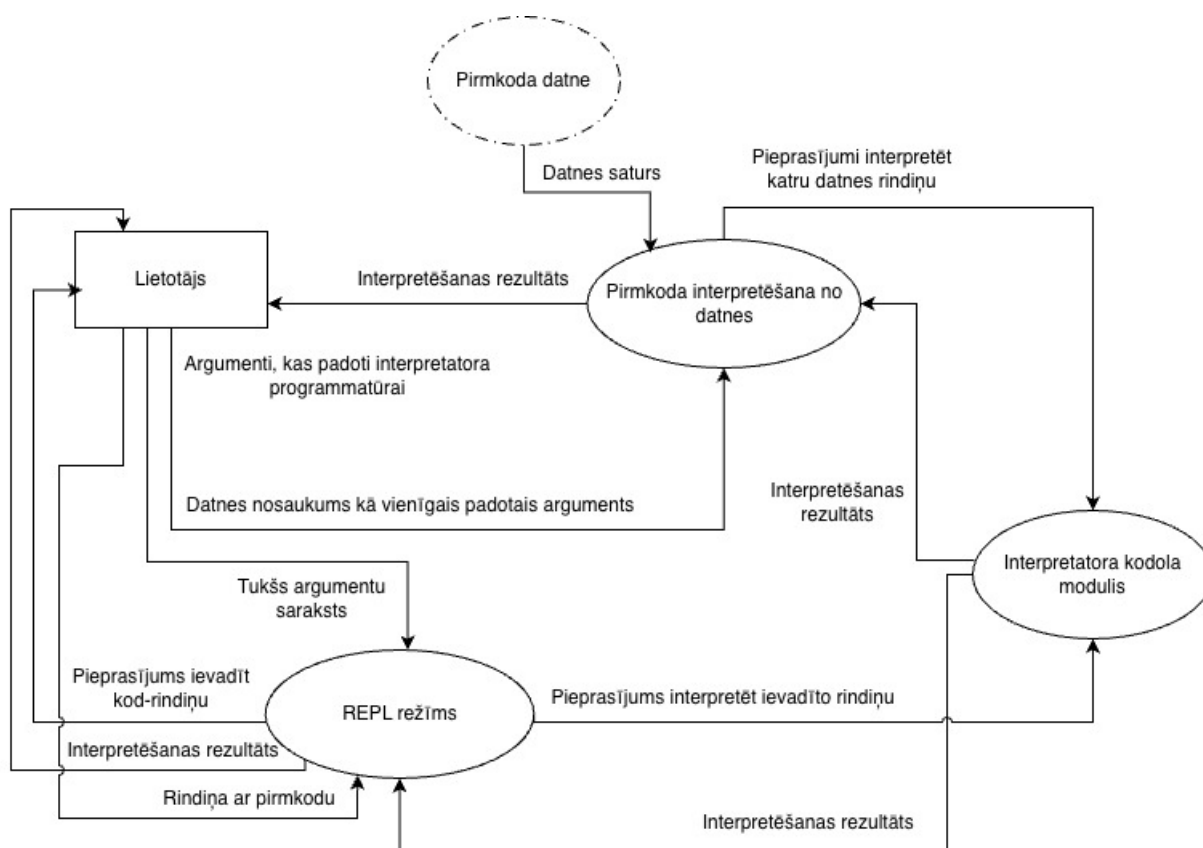 Pirmkoda datne
Datnes saturs
Pieprasījumi interpretēt
katru datnes rindiņu
Lietotājs
Interpretēšanas rezultāts
Pirmkoda interpretēšana no
datnes
Argumenti, kas padoti interpretatora
programmatūrai
Datnes nosaukums kā vienīgais padotais arguments
Interpretēšanas
rezultāts
Interpretatora kodola
modulis
Tukšs argumentu
saraksts
Pieprasījums ievadīt
kod-rindiņu
REPL režīms
Pieprasījums interpretēt ievadīto rindiņu
Interpretēšanas rezultāts
Rindiņa ar pirmkodu
Interpretēšanas rezultāts